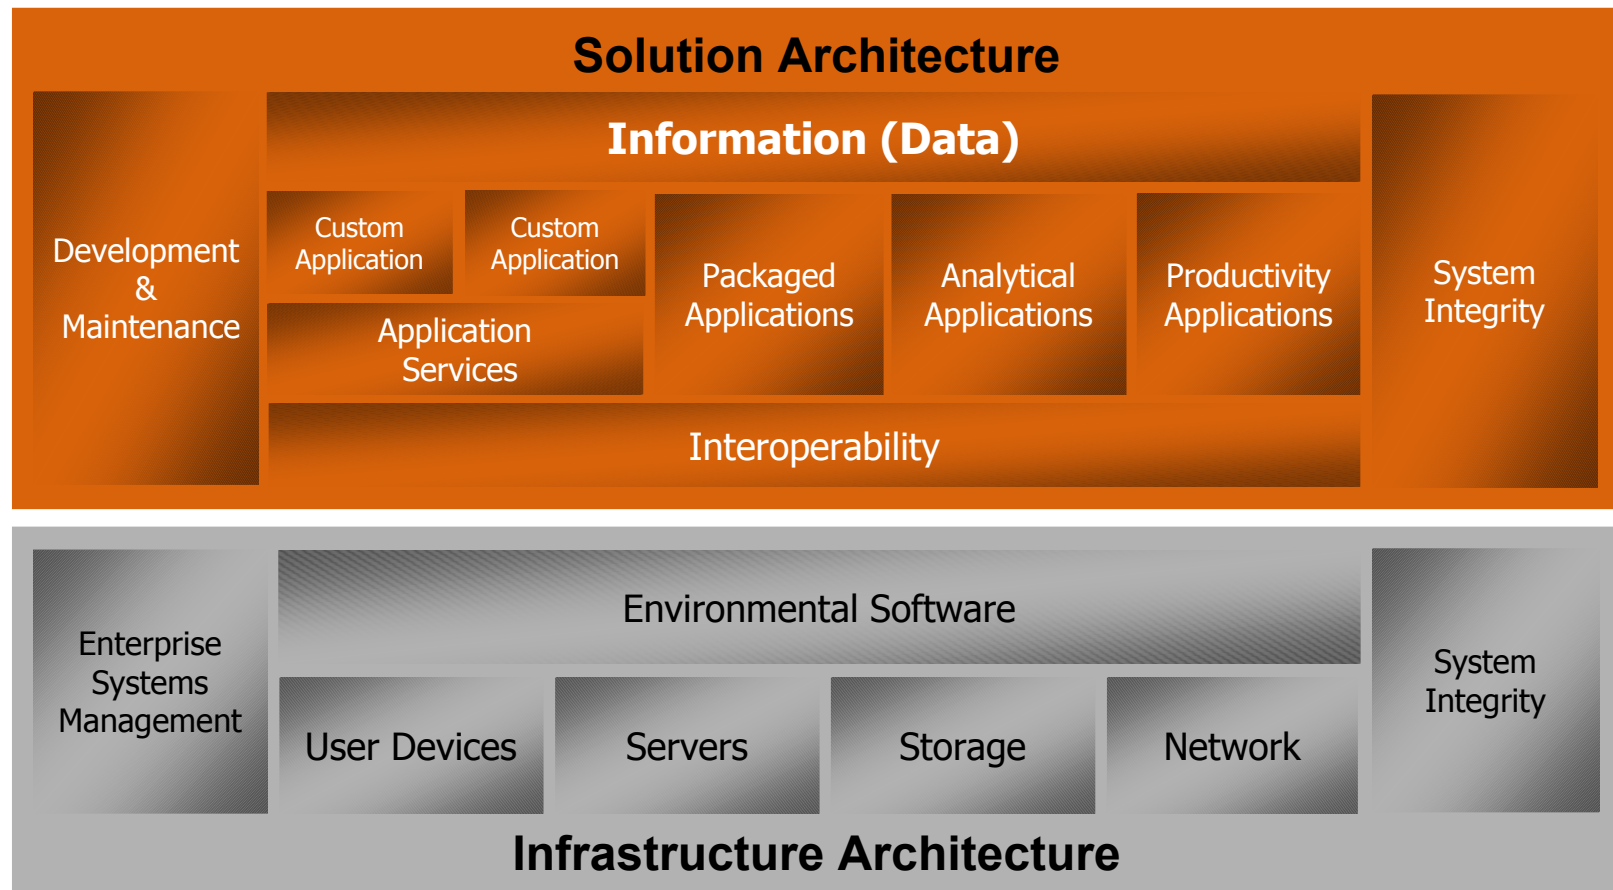 Solution Architecture
Information (Data)
Development
&
Maintenance
Custom
Application
Custom
Application
Application
Services
Packaged
Applications
Analytical
Applications
Productivity
Applications
System
Integrity
Interoperability
Enterprise
Systems
Management
Environmental Software
User Devices
Servers
Storage
Network
System
Integrity
Infrastructure Architecture